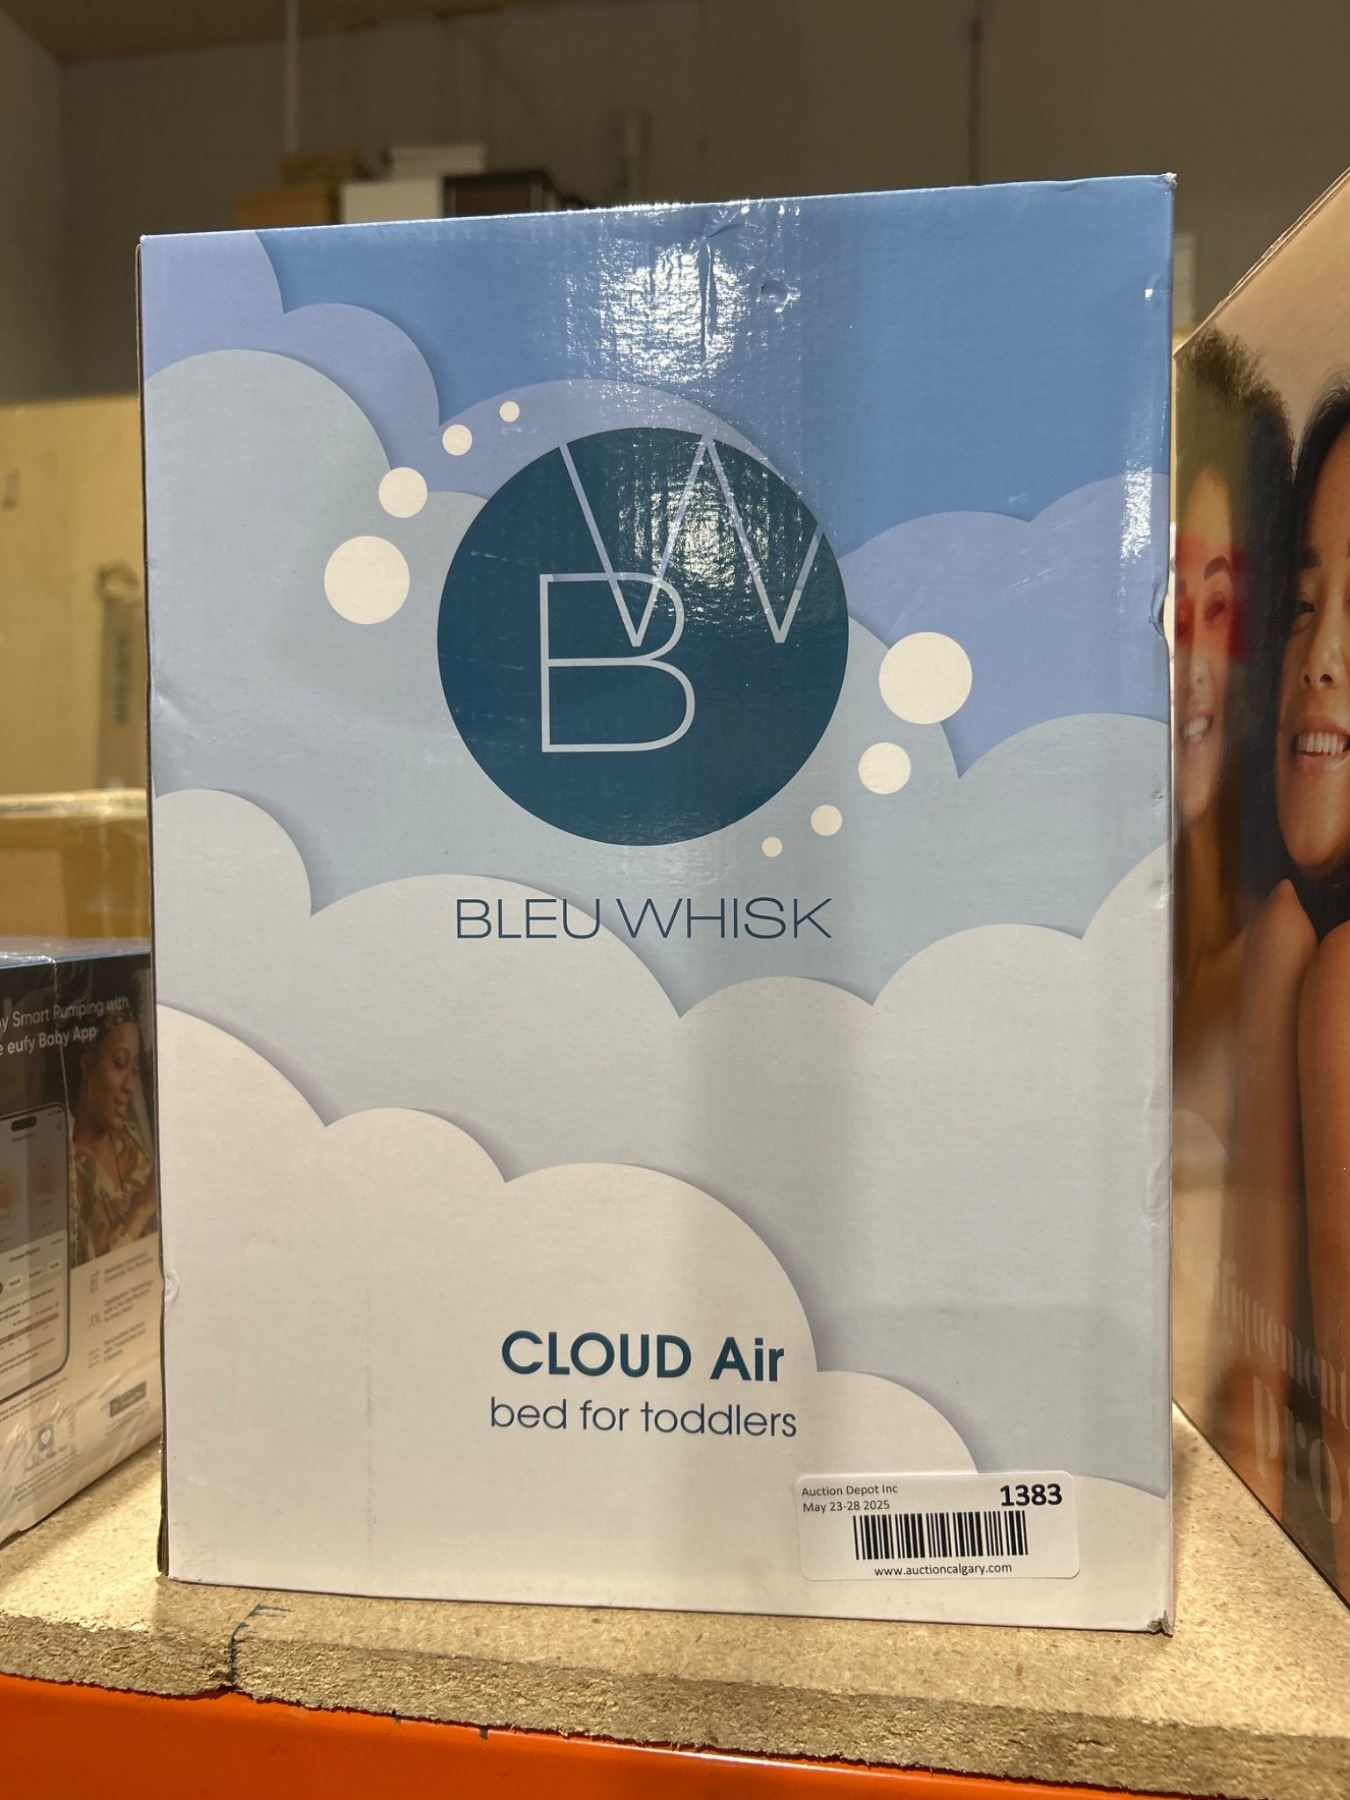 BW
BLEU WHISK
CLOUD Air
bed for toddlers
Auction Depot Inc
May 23-28 2025
1383
www.auctioncalgary.com
Smart Pumping with
eufy Baby App